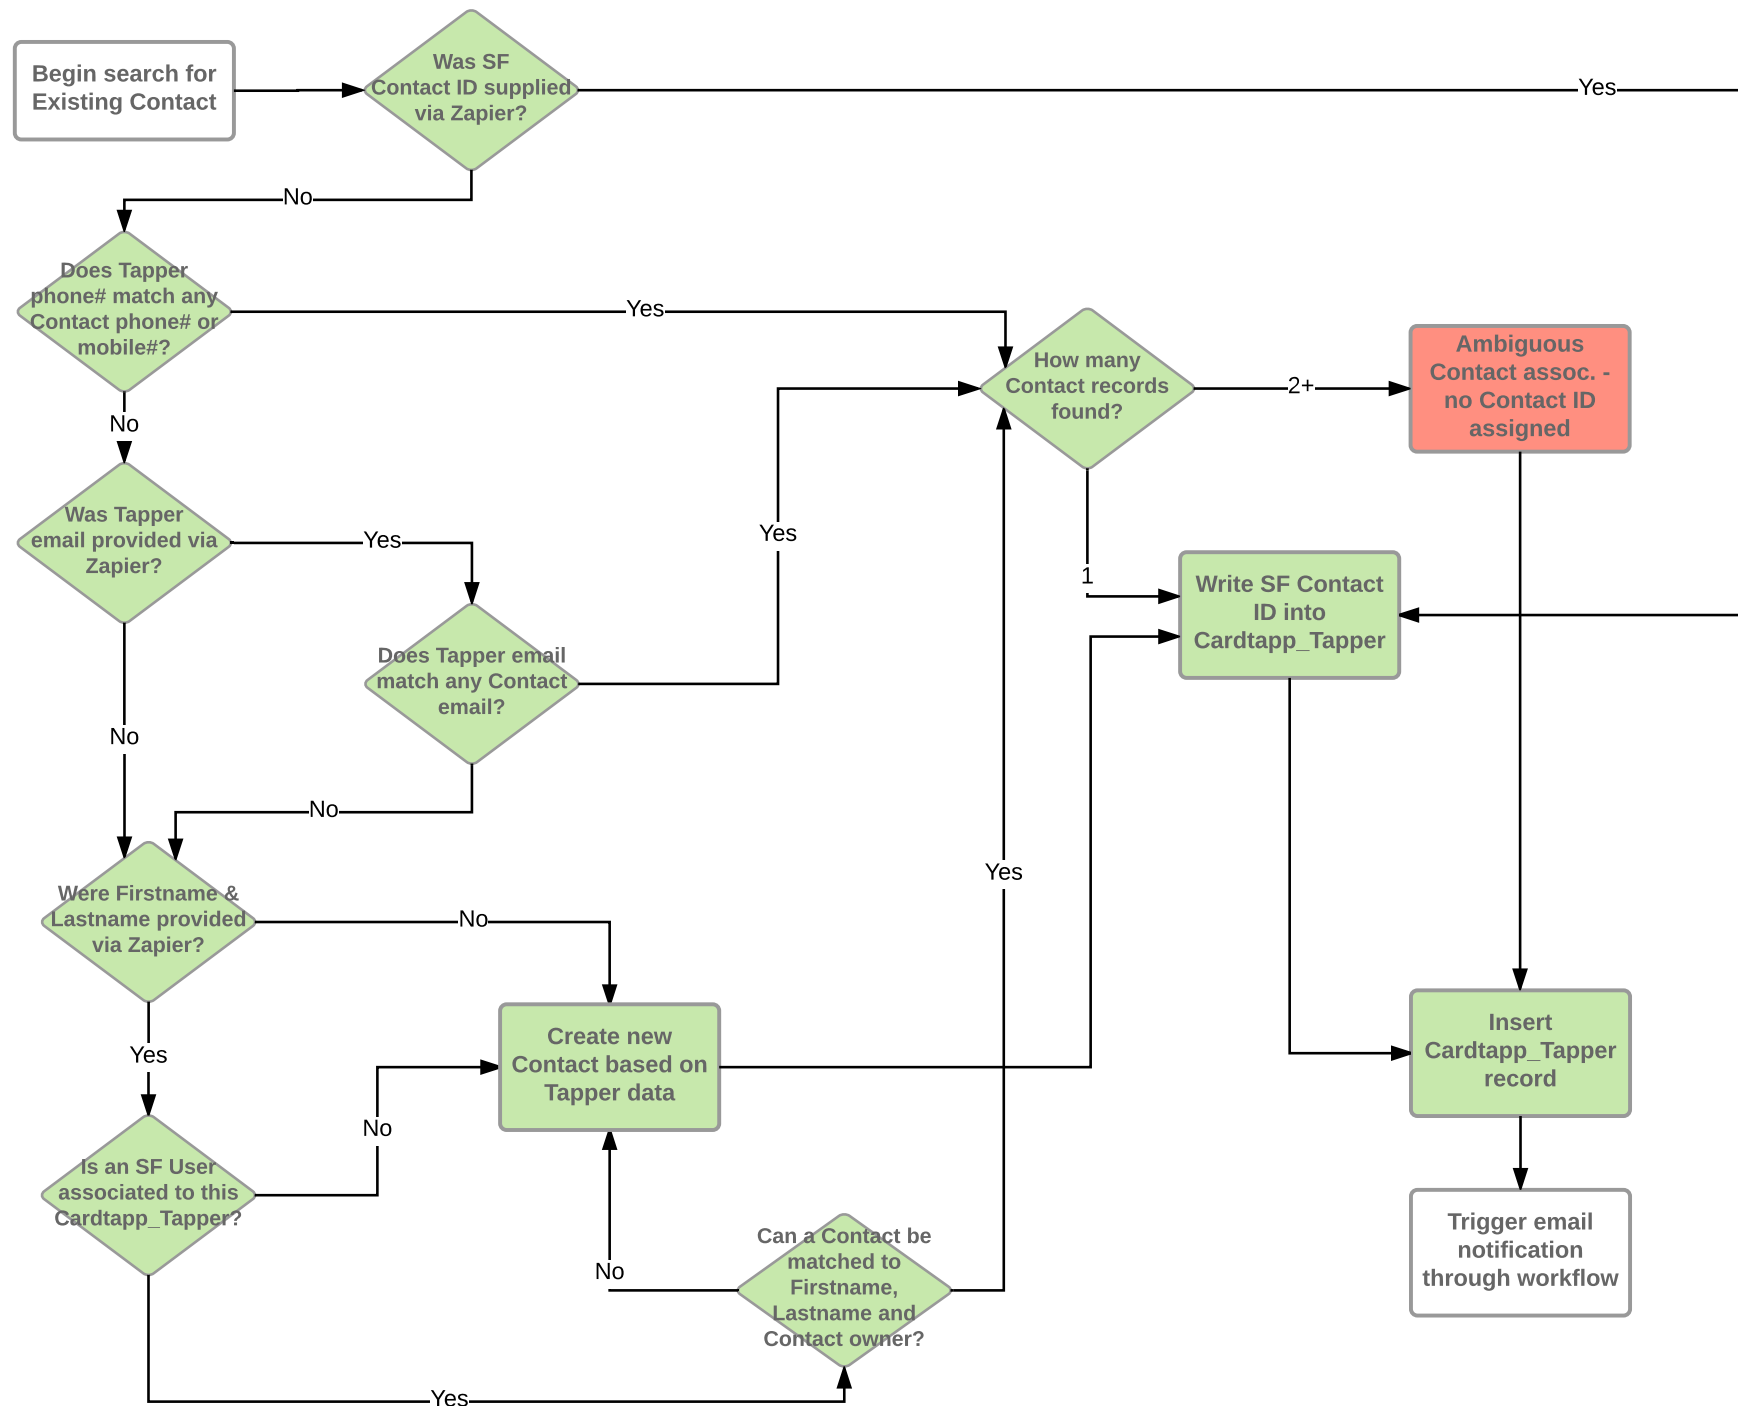 Begin search for
Existing Contact
Was SF
Contact ID supplied
via Zapier?
Yes
No
Does Tapper
phone# match any
Contact phone# or
mobile#?
Yes
No
How many
Contact records
found?
2+
1
Ambiguous
Contact assoc. -
no Contact ID
assigned
Was Tapper
email provided via
Zapier?
Yes
No
Does Tapper email
match any Contact
email?
Yes
No
Write SF Contact
ID into
Cardtapp_Tapper
Were Firstname &
Lastname provided
via Zapier?
No
Yes
Create new
Contact based on
Tapper data
Is an SF User
associated to this
Cardtapp_Tapper?
No
Yes
Can a Contact be
matched to
Firstname,
Lastname and
Contact owner?
No
Yes
Insert
Cardtapp_Tapper
record
Trigger email
notification
through workflow